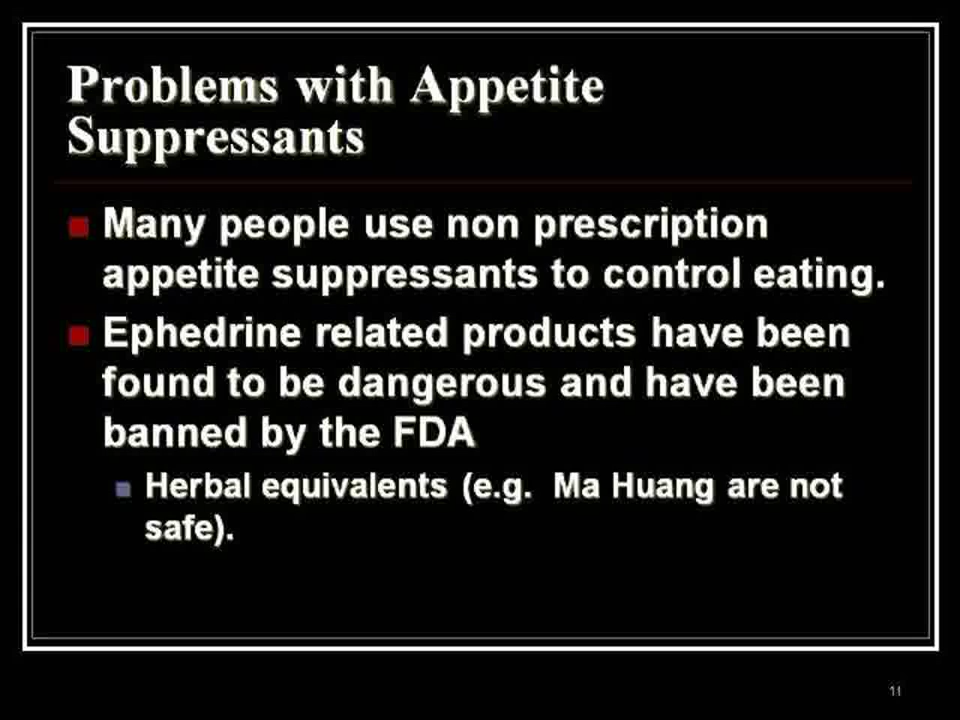 Problems with Appetite
Suppressants
Many people use non prescription
appetite suppressants to control eating.
Ephedrine related products have been
found to be dangerous and have been
banned by the FDA
Herbal equivalents (e.g. Ma Huang are not
safe).
11